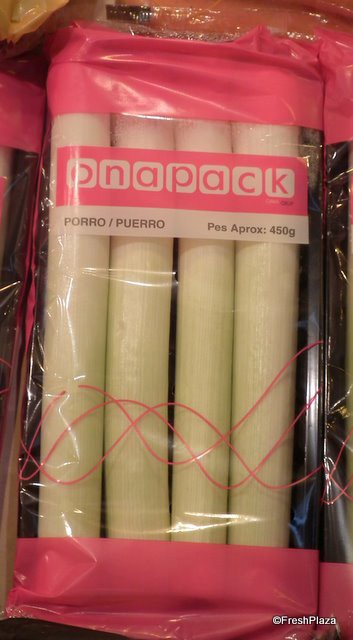 onapack
PORRO / PUERRO
Pes Aprox: 450g
©FreshPlaza